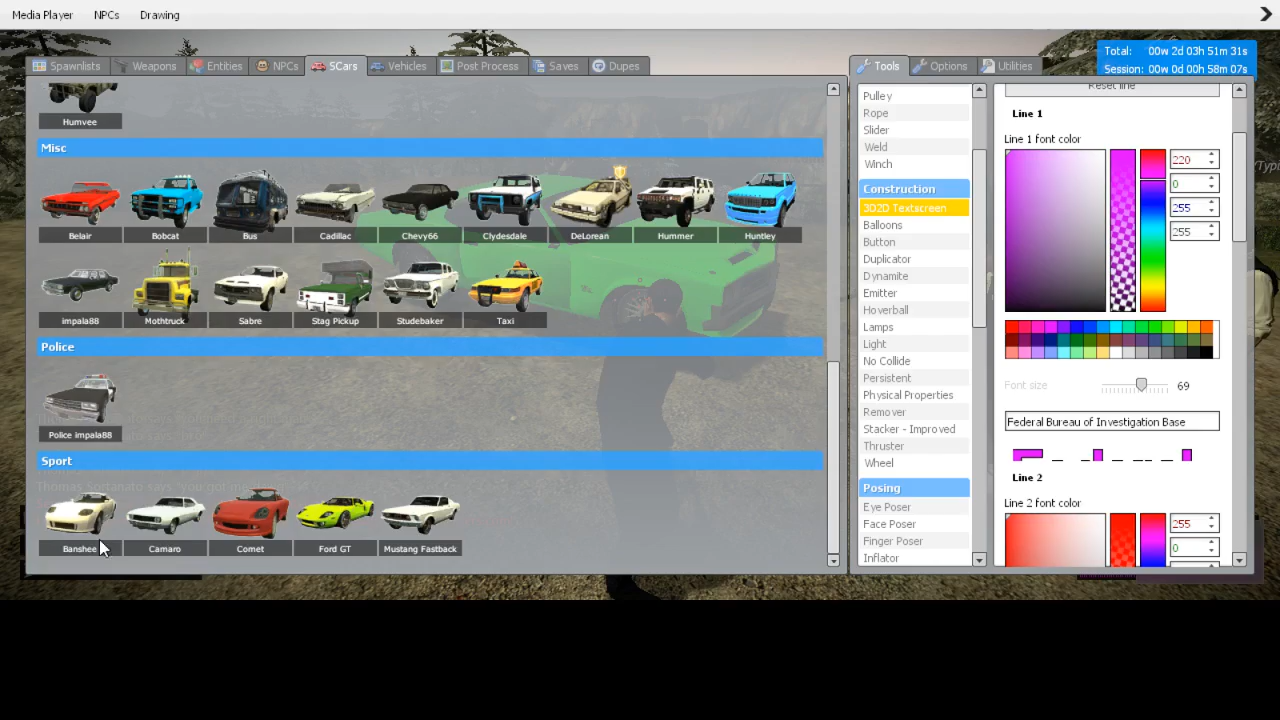 Media Player NPCs Drawing
Total: 00w 2d 03h 51m 31s
Session: 00w 0d 00h 58m 07s
Spawnlists Weapons Entities NPCs SCars Vehicles Post Process Saves Dupes
Tools Options Utilities
Humvee
Misc
Belair Bobcat Bus Cadillac Chevy66 Clydesdale DeLorean Hummer Huntley
impala88 Mothtruck Sabre Stag Pickup Studebaker Taxi
Police
Police impala88
Sport
Banshee Camaro Comet Ford GT Mustang Fastback
Pulley
Rope
Slider
Weld
Winch
Construction
3D2D Textscreen
Balloons
Button
Duplicator
Dynamite
Emitter
Hoverball
Lamps
Light
No Collide
Persistent
Physical Properties
Remover
Stacker - Improved
Thruster
Wheel
Posing
Eye Poser
Face Poser
Finger Poser
Inflator
Reset line
Line 1
Line 1 font color
220
0
255
255
Font size 69
Federal Bureau of Investigation Base
Line 2
Line 2 font color
255
0